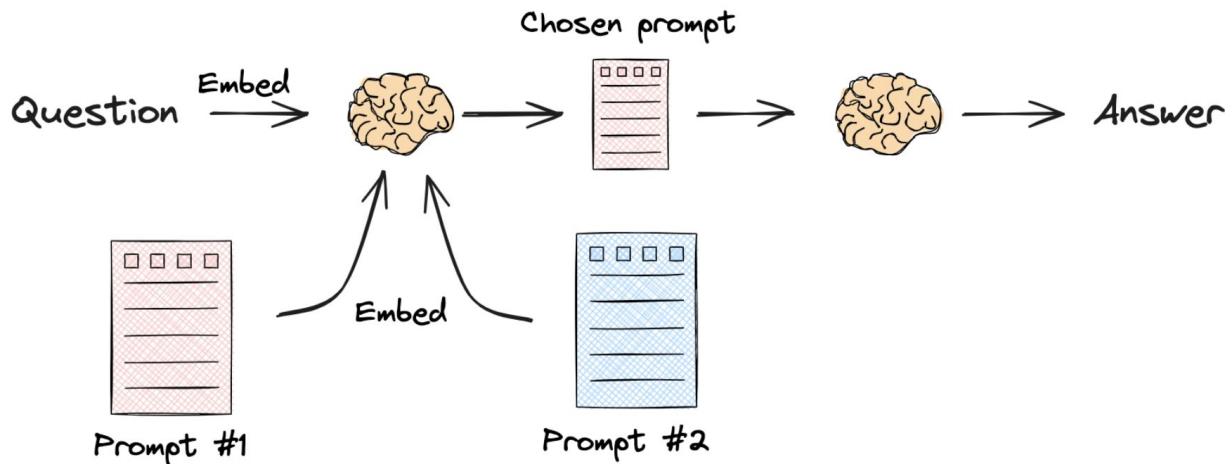 Chosen prompt
Question
Embed
Answer
Embed
Prompt #1
Prompt #2